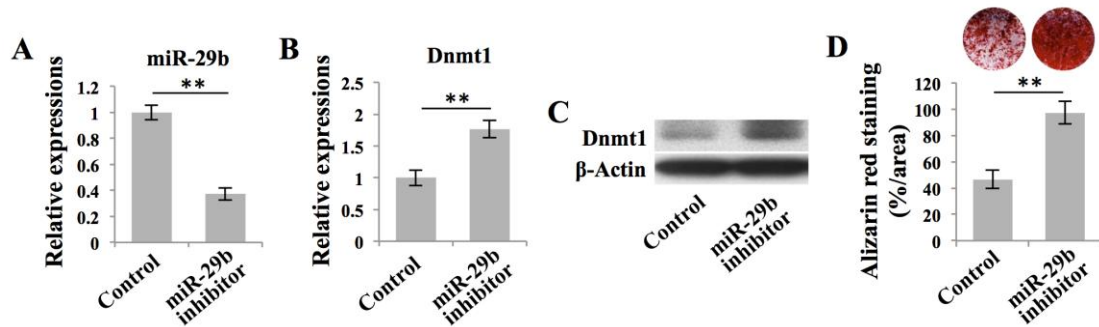 A
miR-29b
**
Relative expressions
1.2
1
0.8
0.6
0.4
0.2
0
Control
miR-29b
inhibitor
B
Dnmt1
**
Relative expressions
2.5
2
1.5
1
0.5
0
Control
miR-29b
inhibitor
C
Dnmt1
β-Actin
Control
miR-29b
inhibitor
D
**
Alizarin red staining
(%/area)
120
100
80
60
40
20
0
Control
miR-29b
inhibitor